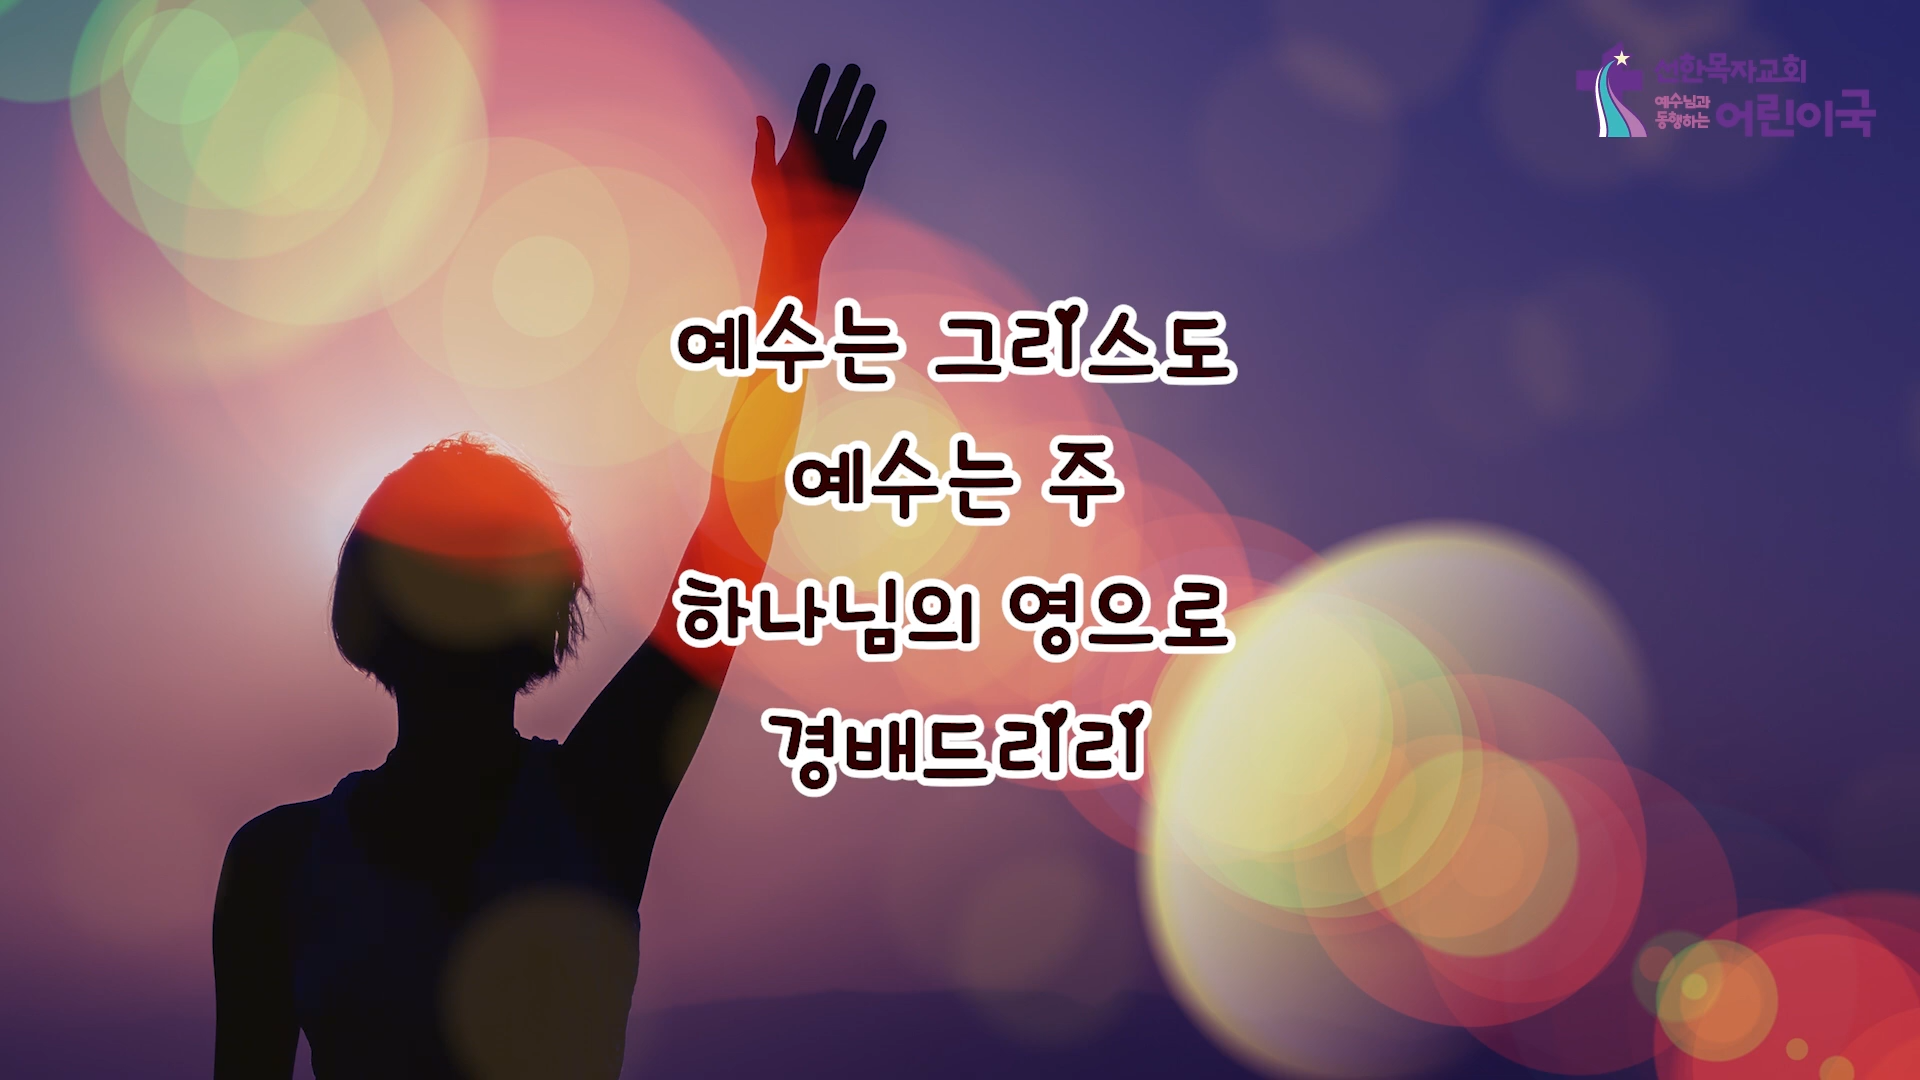 선한목자교회
예수님과
동행하는
어린이국
예수는 그리스도
예수는 주
하나님의 영으로
경배드리리